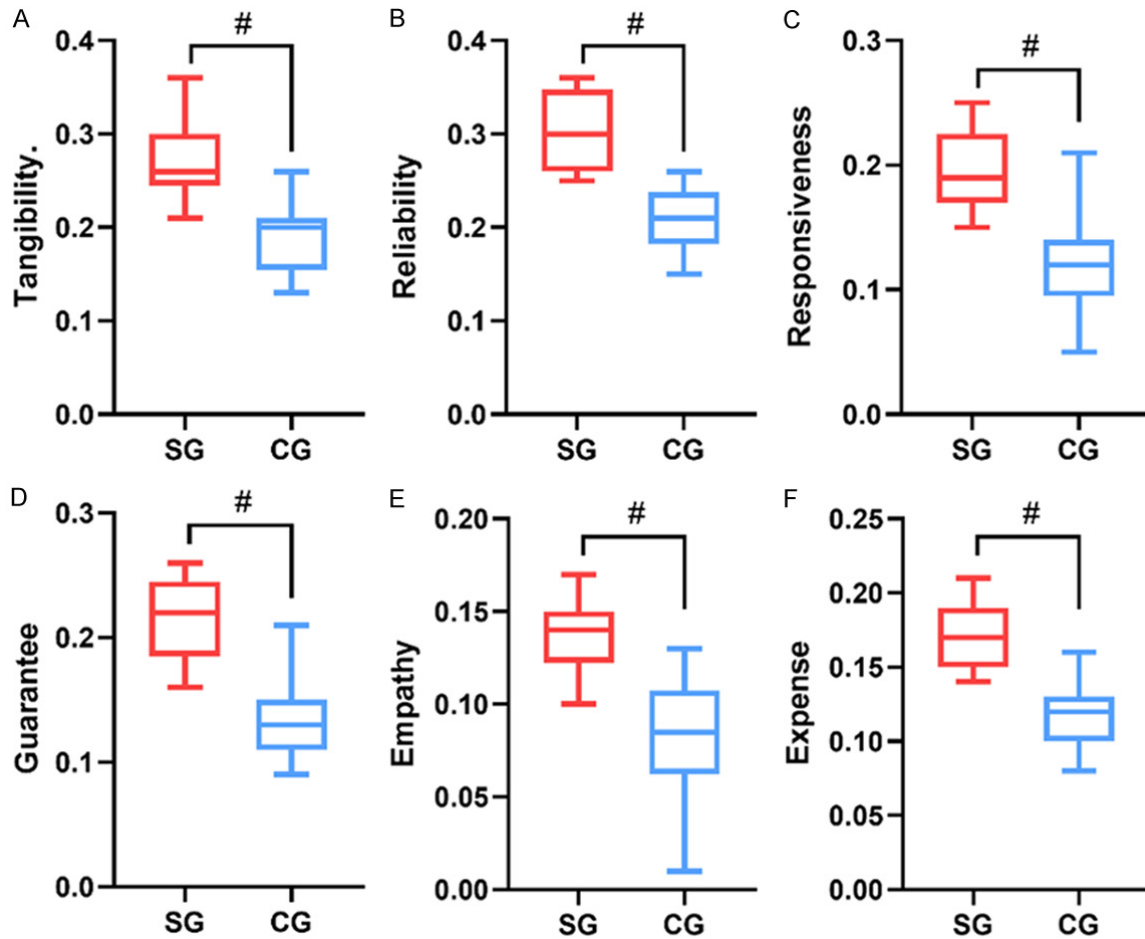 A
#
Tangibility.
0.4
0.3
0.2
0.1
0.0
SG CG
B
#
Reliability
0.4
0.3
0.2
0.1
0.0
SG CG
C
#
Responsiveness
0.3
0.2
0.1
0.0
SG CG
D
#
Guarantee
0.3
0.2
0.1
0.0
SG CG
E
#
Empathy
0.20
0.15
0.10
0.05
0.00
SG CG
F
#
Expense
0.25
0.20
0.15
0.10
0.05
0.00
SG CG